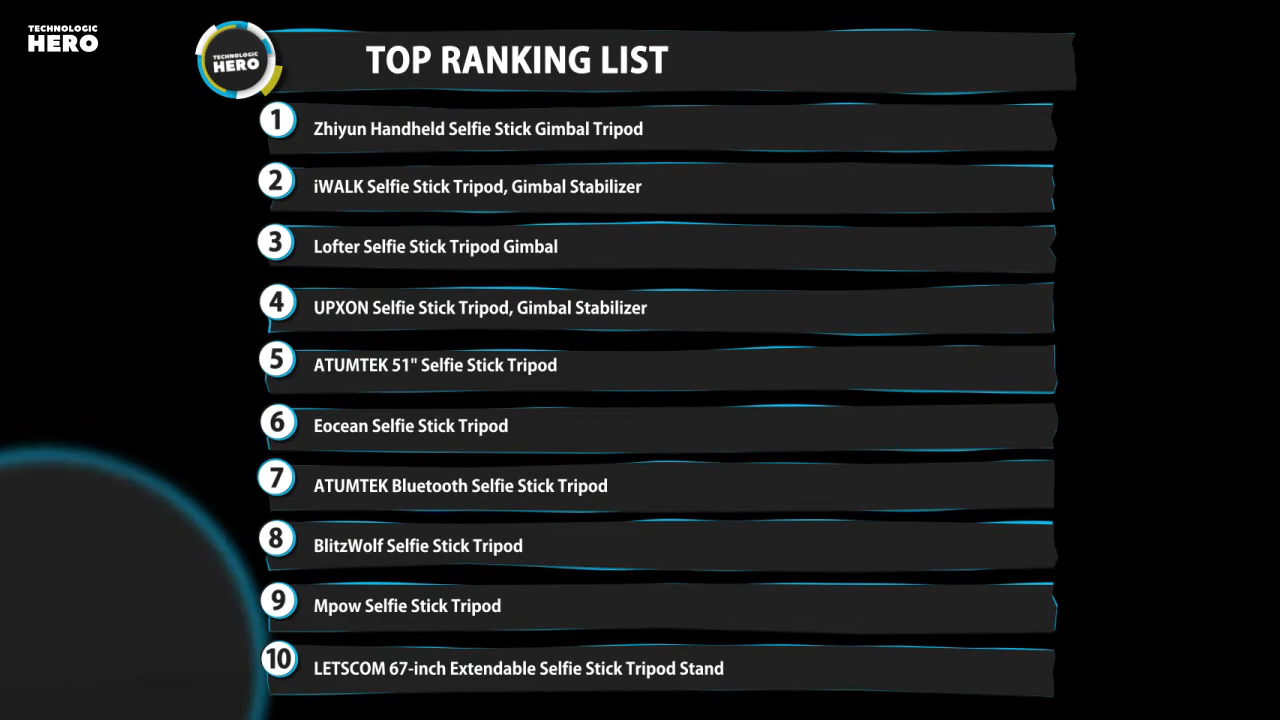 TECHNOLOGIC
HERO
TECHNOLOGIC
HERO
TOP RANKING LIST
1 Zhiyun Handheld Selfie Stick Gimbal Tripod
2 iWALK Selfie Stick Tripod, Gimbal Stabilizer
3 Lofter Selfie Stick Tripod Gimbal
4 UPXON Selfie Stick Tripod, Gimbal Stabilizer
5 ATUMTEK 51" Selfie Stick Tripod
6 Eocean Selfie Stick Tripod
7 ATUMTEK Bluetooth Selfie Stick Tripod
8 BlitzWolf Selfie Stick Tripod
9 Mpow Selfie Stick Tripod
10 LETSCOM 67-inch Extendable Selfie Stick Tripod Stand